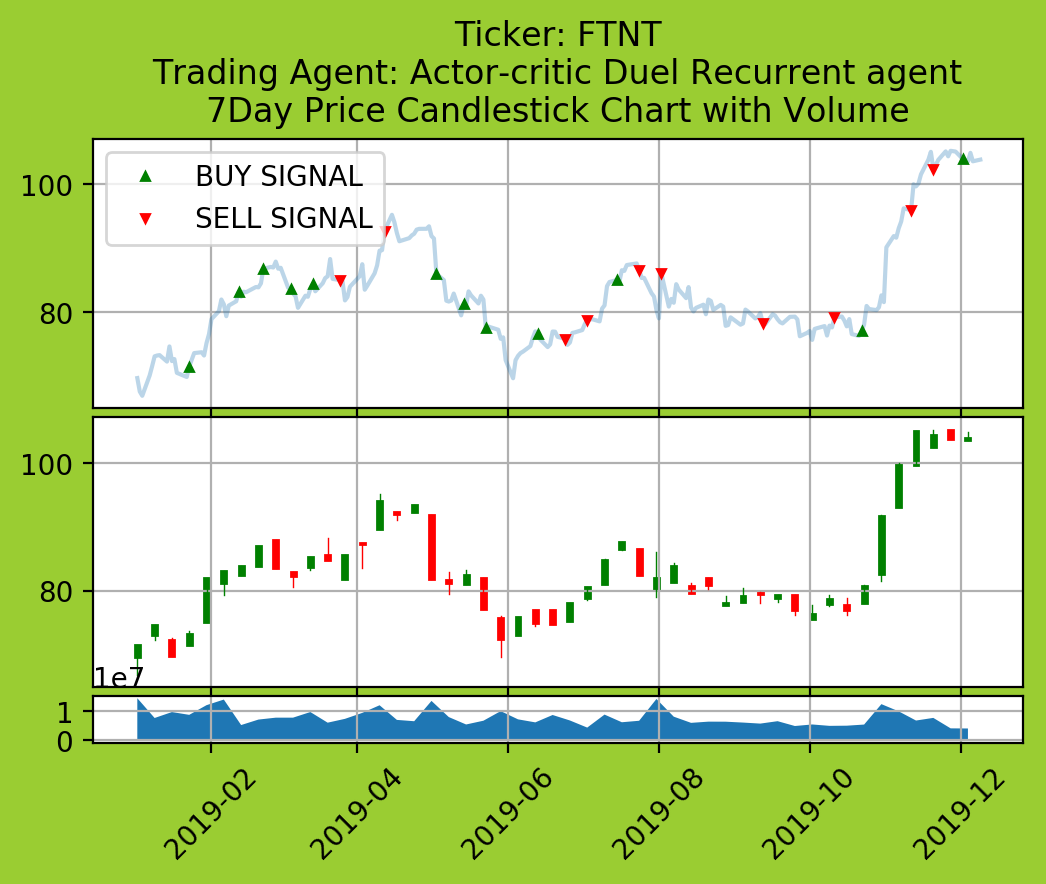 Ticker: FTNT
Trading Agent: Actor-critic Duel Recurrent agent
7Day Price Candlestick Chart with Volume
BUY SIGNAL
SELL SIGNAL
100
80
100
80
1e7
1
0
2019-02
2019-04
2019-06
2019-08
2019-10
2019-12